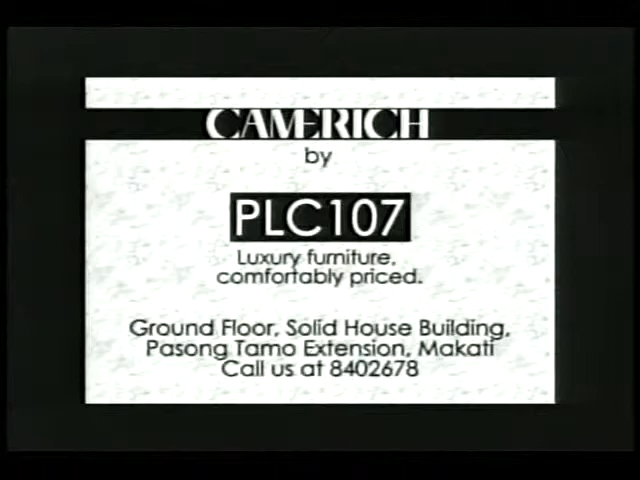 CAMERICH
by
PLC107
Luxury furniture,
comfortably priced.
Ground Floor, Solid House Building,
Pasong Tamo Extension, Makati
Call us at 8402678